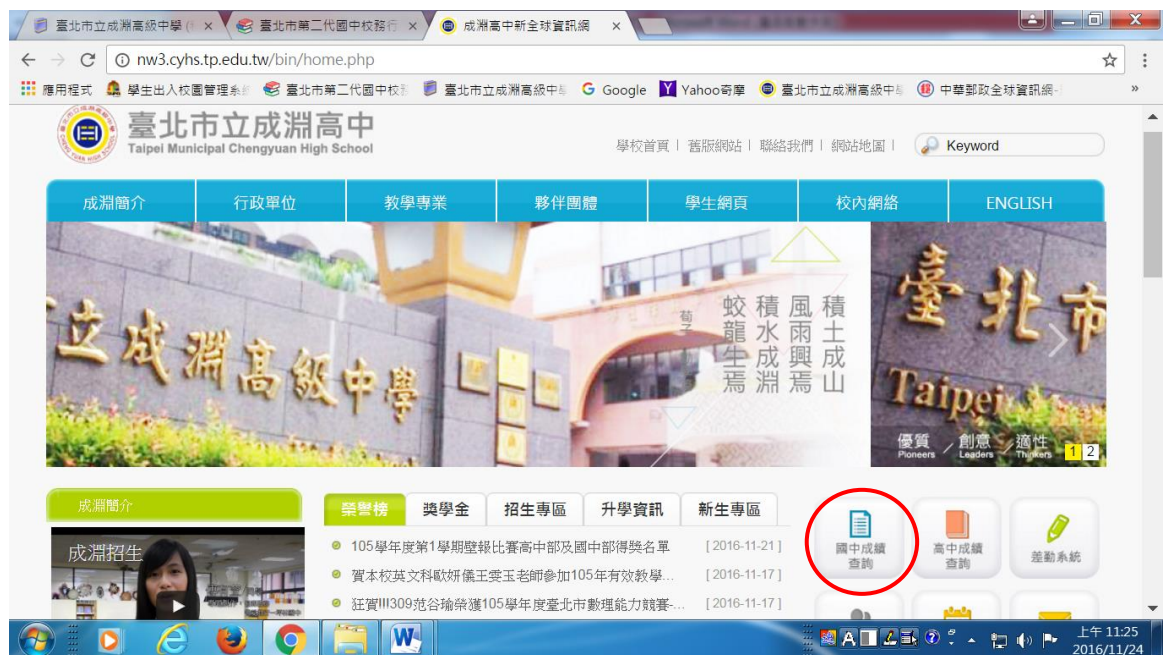 臺北市立成淵高級中學 (
臺北市第二代國中校務行
成淵高中新全球資訊網
nw3.cyhs.tp.edu.tw/bin/home.php
應用程式
學生出入校園管理系
臺北市第二代國中校
臺北市立成淵高級中
Google
Yahoo奇摩
臺北市立成淵高級中
中華郵政全球資訊網-
»
臺北市立成淵高中
Taipei Municipal Chengyuan High School
學校首頁 | 舊版網站 | 聯絡我們 | 網站地圖 |
Keyword
成淵簡介
行政單位
教學專業
夥伴團體
學生網頁
校內網絡
ENGLISH
立成淵高級中學
積土成山
風雨興焉
積水成淵
蛟龍生焉
荀子
臺北市
Taipei
優質 / 創意 / 適性
Pioneers Leaders Thinkers
1 2
成淵簡介
成淵招生
榮譽榜
獎學金
招生專區
升學資訊
新生專區
105學年度第1學期壁報比賽高中部及國中部得獎名單 [ 2016-11-21 ]
賀本校英文科歐妍儀王雯玉老師參加105年有效教學... [ 2016-11-17 ]
狂賀!!!309范谷瑜榮獲105學年度臺北市數理能力競賽-... [ 2016-11-17 ]
國中成績
查詢
高中成績
查詢
差勤系統
上午 11:25
2016/11/24